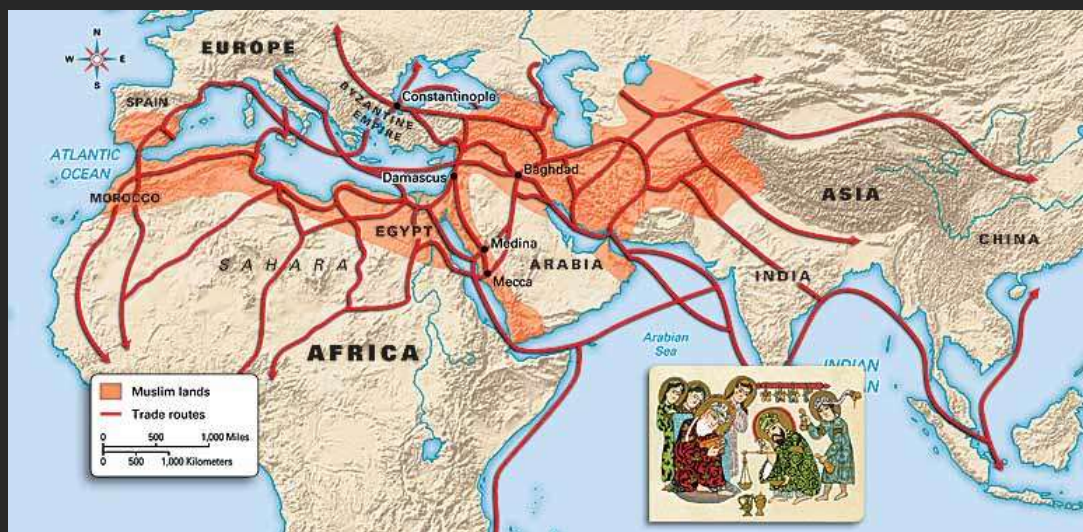 N
W E
S
EUROPE
SPAIN
Constantinople
BYZANTINE
EMPIRE
ATLANTIC
OCEAN
Damascus
Baghdad
ASIA
MOROCCO
EGYPT
Medina
CHINA
SAHARA
ARABIA
INDIA
Mecca
AFRICA
Arabian
Sea
INDIAN
Muslim lands
Trade routes
0 500 1,000 Miles
0 500 1,000 Kilometers